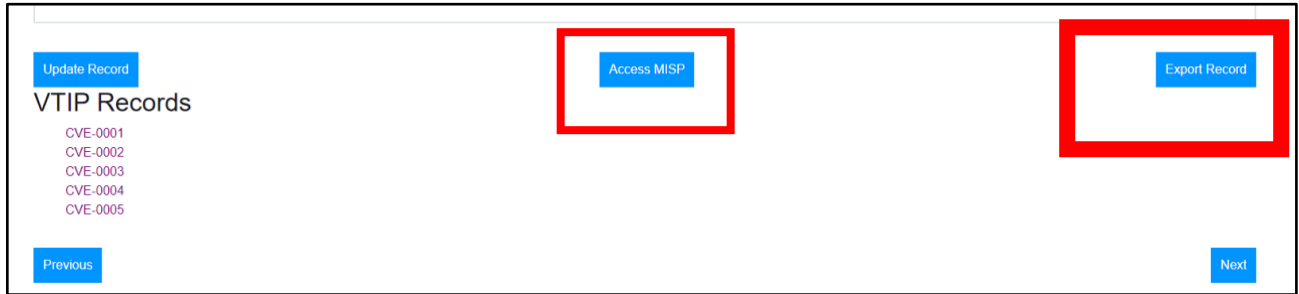 Update Record
Access MISP
Export Record
VTIP Records
CVE-0001
CVE-0002
CVE-0003
CVE-0004
CVE-0005
Previous
Next